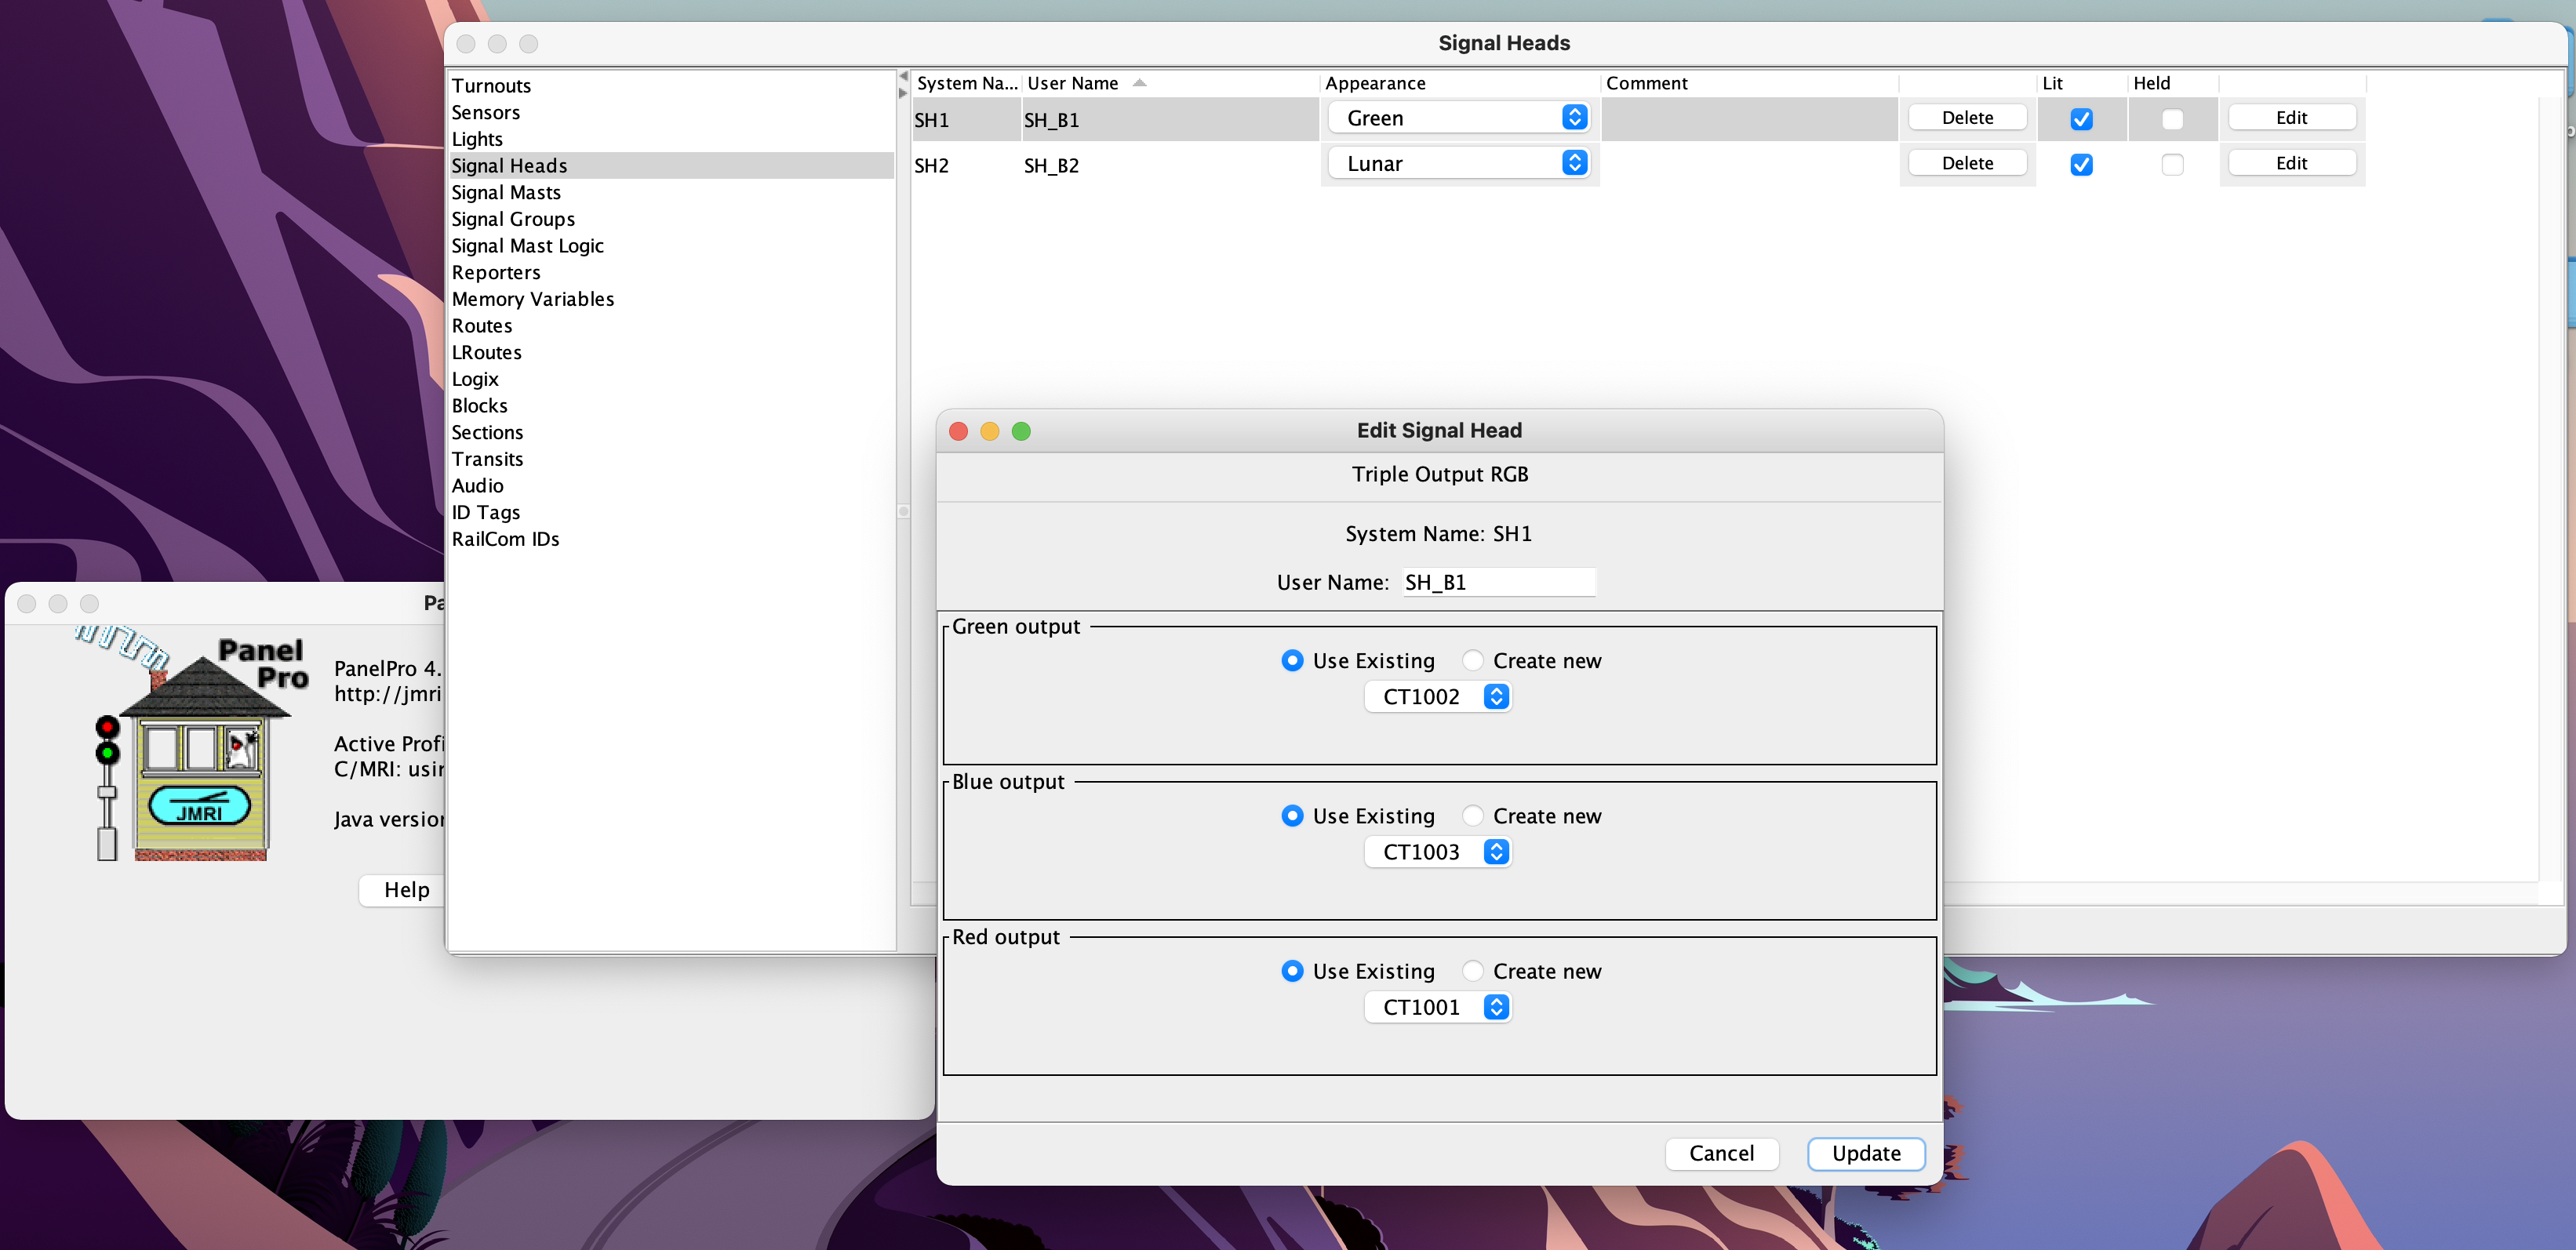 Signal Heads
Turnouts
Sensors
Lights
Signal Heads
Signal Masts
Signal Groups
Signal Mast Logic
Reporters
Memory Variables
Routes
LRoutes
Logix
Blocks
Sections
Transits
Audio
ID Tags
RailCom IDs
System Na... User Name Appearance Comment Lit Held
SH1 SH_B1 Green Delete Edit
SH2 SH_B2 Lunar Delete Edit
Edit Signal Head
Triple Output RGB
System Name: SH1
User Name: SH_B1
Green output
Use Existing Create new
CT1002
Blue output
Use Existing Create new
CT1003
Red output
Use Existing Create new
CT1001
Cancel Update
Panel
Pro
JMRI
PanelPro 4.
http://jmri
Active Profi
C/MRI: usin
Java version
Help